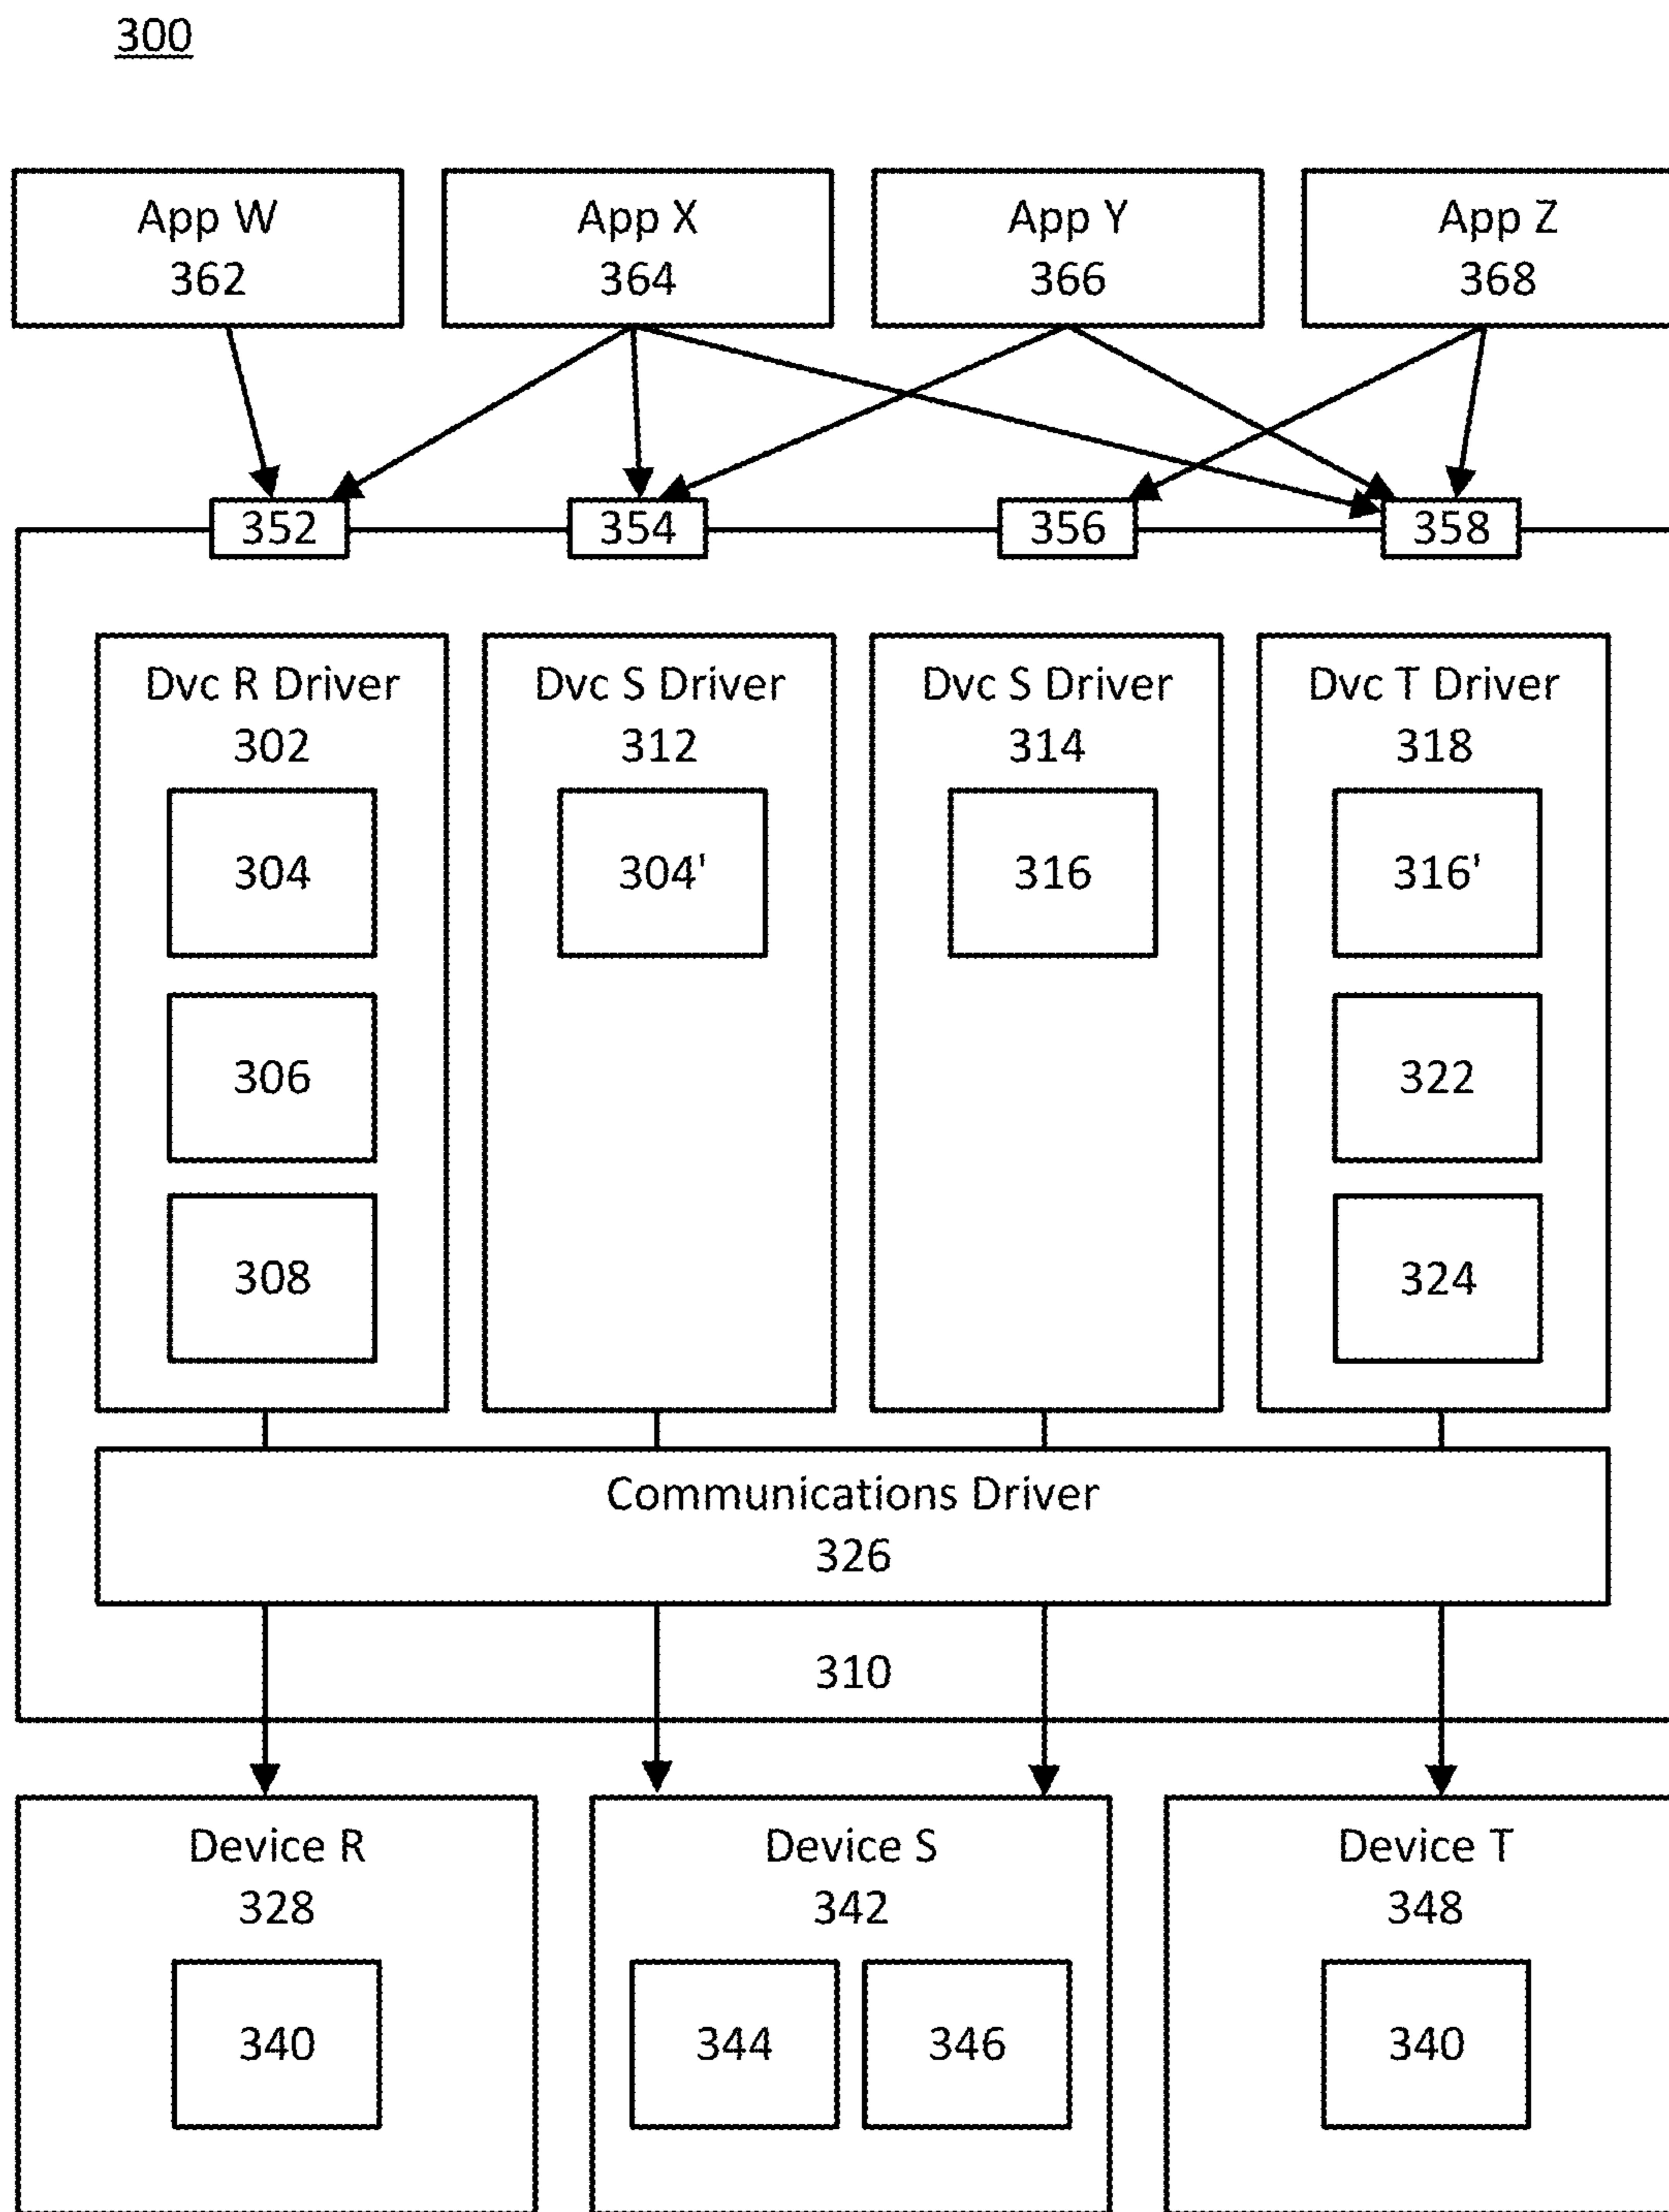 300
App W
362
App X
364
App Y
366
App Z
368
352
354
356
358
Dvc R Driver
302
304
306
308
Dvc S Driver
312
304'
Dvc S Driver
314
316
Dvc T Driver
318
316'
322
324
Communications Driver
326
310
Device R
328
340
Device S
342
344
346
Device T
348
340